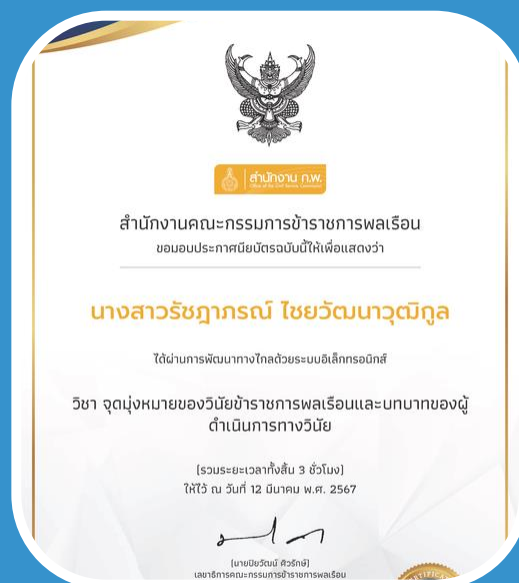 สำนักงาน ก.พ.
Office of the Civil Service Commission
สำนักงานคณะกรรมการข้าราชการพลเรือน
ขอมอบประกาศนียบัตรฉบับนี้ให้เพื่อแสดงว่า
นางสาวรัชฎาภรณ์ ไชยวัฒนาวุฒิกูล
ได้ผ่านการพัฒนาทางไกลด้วยระบบอิเล็กทรอนิกส์
วิชา จุดมุ่งหมายของวินัยข้าราชการพลเรือนและบทบาทของผู้
ดำเนินการทางวินัย
(รวมระยะเวลาทั้งสิ้น 3 ชั่วโมง)
ให้ไว้ ณ วันที่ 12 มีนาคม พ.ศ. 2567
(นายปิยวัฒน์ ศิวรักษ์)
เลขาธิการคณะกรรมการข้าราชการพลเรือน